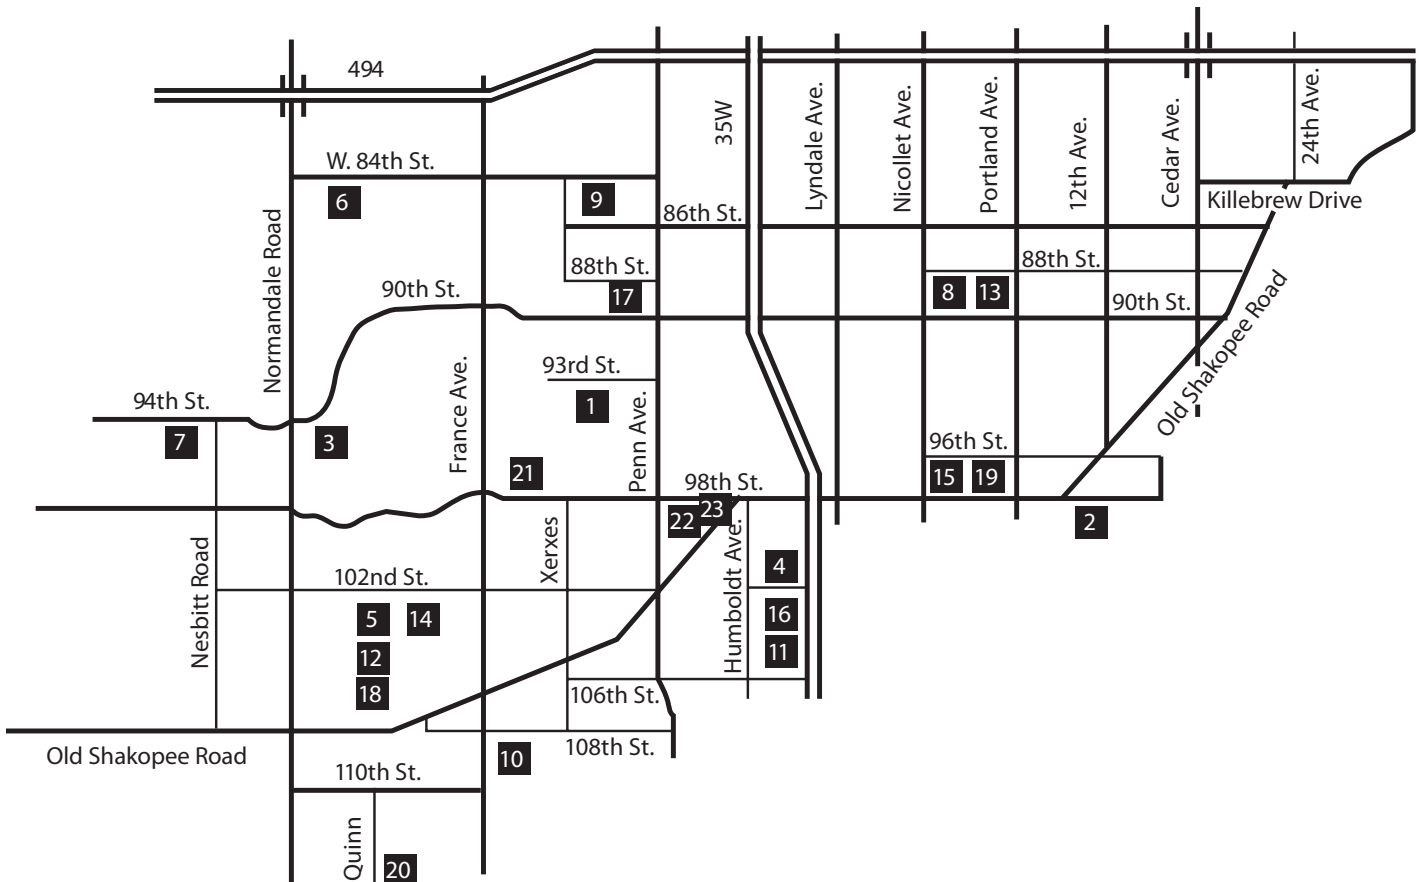 494
35W
Lyndale Ave.
Nicollet Ave.
Portland Ave.
12th Ave.
Cedar Ave.
24th Ave.
W. 84th St.
6
9
Killebrew Drive
86th St.
Normandale Road
88th St.
88th St.
90th St.
17
8
13
90th St.
Old Shakopee Road
93rd St.
94th St.
1
France Ave.
Penn Ave.
7
3
96th St.
21
98th St.
15
19
22
23
2
Nesbitt Road
Xerxes
Humboldt Ave.
102nd St.
4
5
14
16
12
11
18
106th St.
Old Shakopee Road
10
108th St.
110th St.
Quinn
20